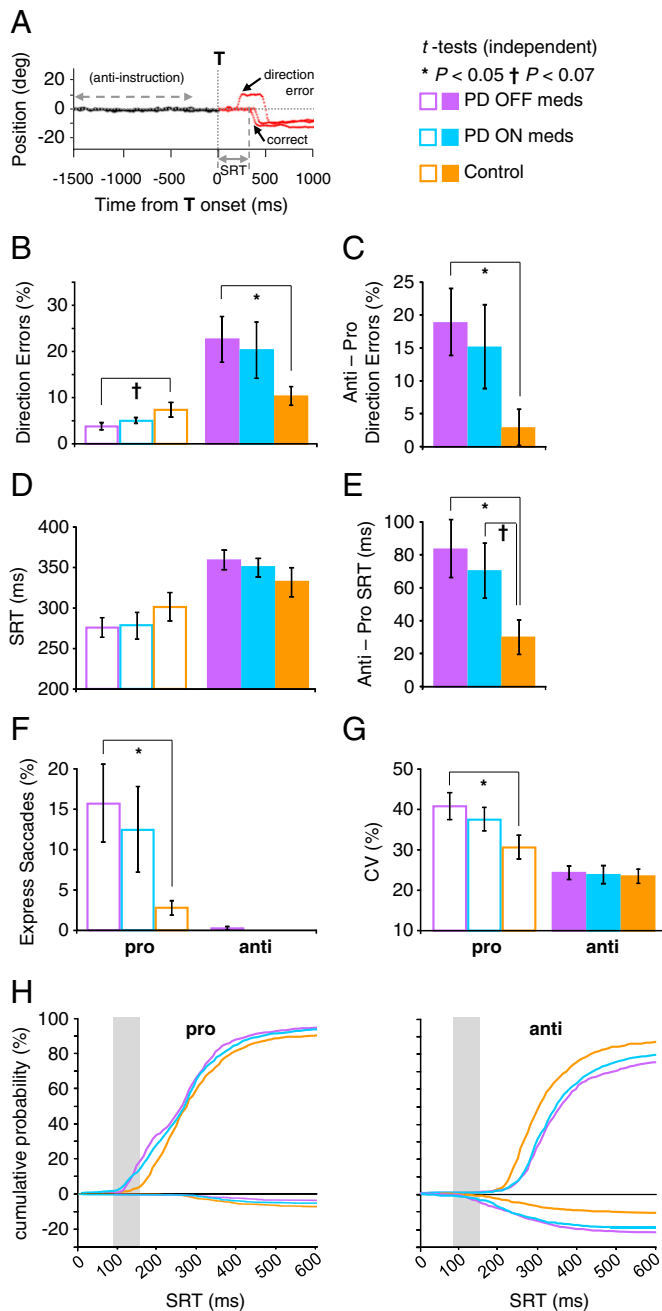 A
T
(anti-instruction)
direction
error
Position (deg)
20
10
0
-10
-20
correct
SRT
-1500 -1000 -500 0 500 1000
Time from T onset (ms)
t-tests (independent)
* P < 0.05 † P < 0.07
PD OFF meds
PD ON meds
Control
B
Direction Errors (%)
30
20
10
0
†
*
C
Anti – Pro
Direction Errors (%)
25
20
15
10
5
0
*
D
SRT
(ms)
400
350
300
250
200
E
Anti – Pro SRT (ms)
100
80
60
40
20
0
*
†
F
Express Saccades (%)
20
15
10
5
0
*
pro anti
G
CV (%)
50
40
30
20
10
*
pro anti
H
cumulative probability (%)
100
80
60
40
20
0
-20
pro
0 100 200 300 400 500 600
SRT (ms)
anti
0 100 200 300 400 500 600
SRT (ms)